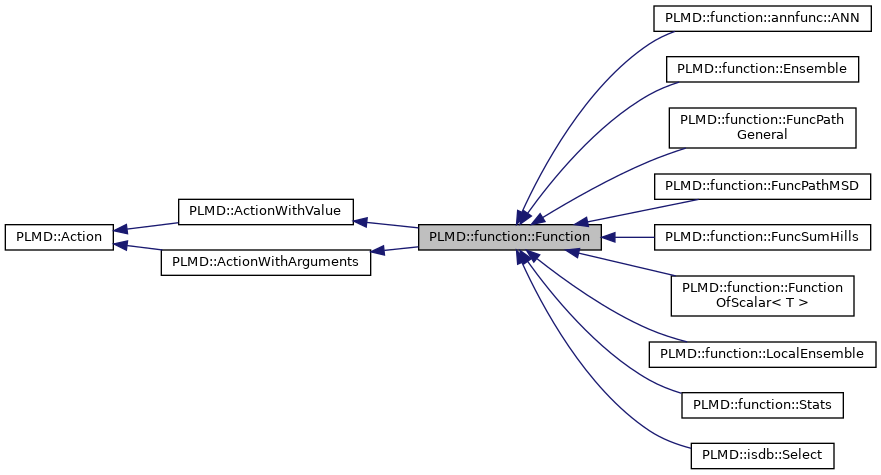 PLMD::Action
PLMD::ActionWithValue
PLMD::ActionWithArguments
PLMD::function::Function
PLMD::function::annfunc::ANN
PLMD::function::Ensemble
PLMD::function::FuncPath
General
PLMD::function::FuncPathMSD
PLMD::function::FuncSumHills
PLMD::function::Function
OfScalar< T >
PLMD::function::LocalEnsemble
PLMD::function::Stats
PLMD::isdb::Select